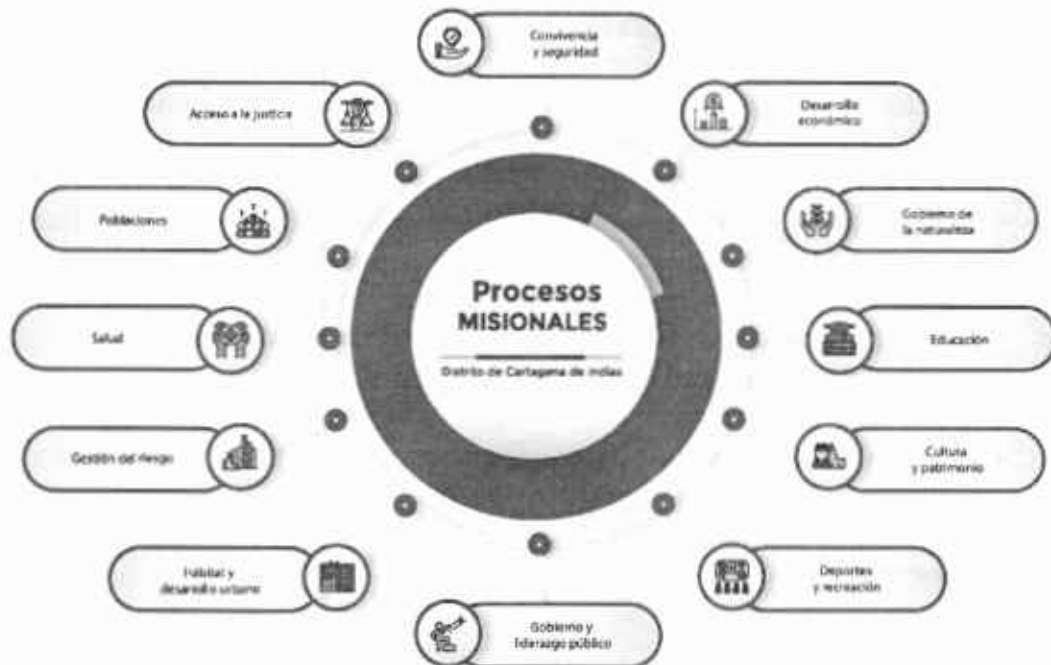 Convivencia
y seguridad
Acceso a la justicia
Desarrollo
económico
Poblaciones
Gobierno de
la naturaleza
Procesos
MISIONALES
Distrito de Cartagena de Indias
Salud
Educación
Gestión del riesgo
Cultura
y patrimonio
Hábitat y
desarrollo urbano
Deportes
y recreación
Gobierno y
liderazgo público